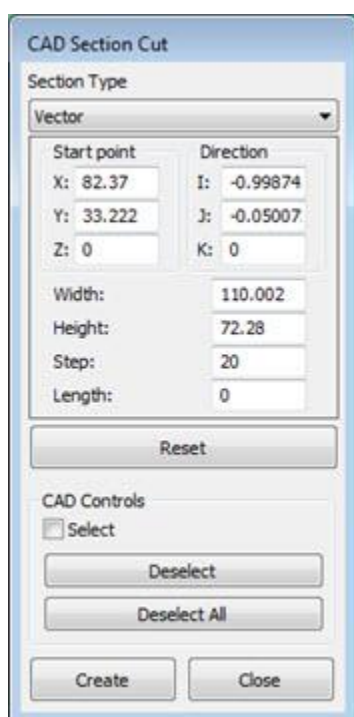 CAD Section Cut
Section Type
Vector
Start point Direction
X: 82.37 I: -0.99874
Y: 33.222 J: -0.05007
Z: 0 K: 0
Width: 110.002
Height: 72.28
Step: 20
Length: 0
Reset
CAD Controls
Select
Deselect
Deselect All
Create Close